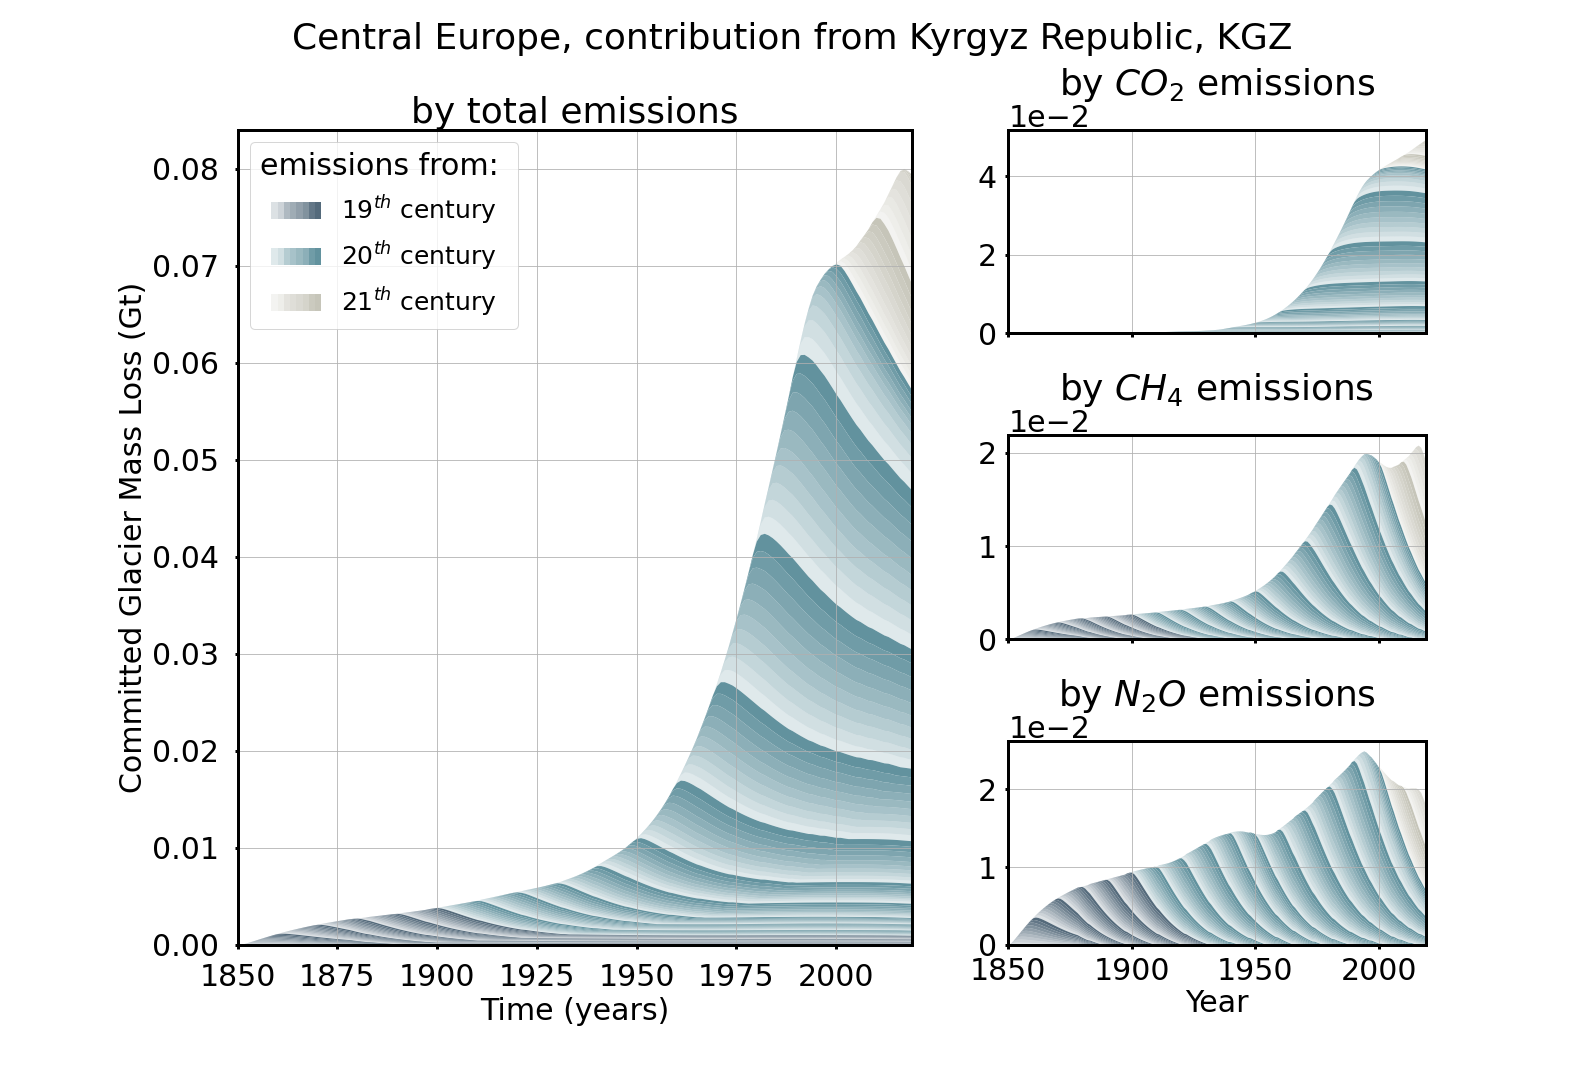 Central Europe, contribution from Kyrgyz Republic, KGZ
by total emissions
Committed Glacier Mass Loss (Gt)
0.08
0.07
0.06
0.05
0.04
0.03
0.02
0.01
0.00
emissions from:
19th century
20th century
21th century
1850 1875 1900 1925 1950 1975 2000
Time (years)
by CO2 emissions
1e−2
4
2
0
by CH4 emissions
1e−2
2
1
0
by N2O emissions
1e−2
2
1
0
1850 1900 1950 2000
Year